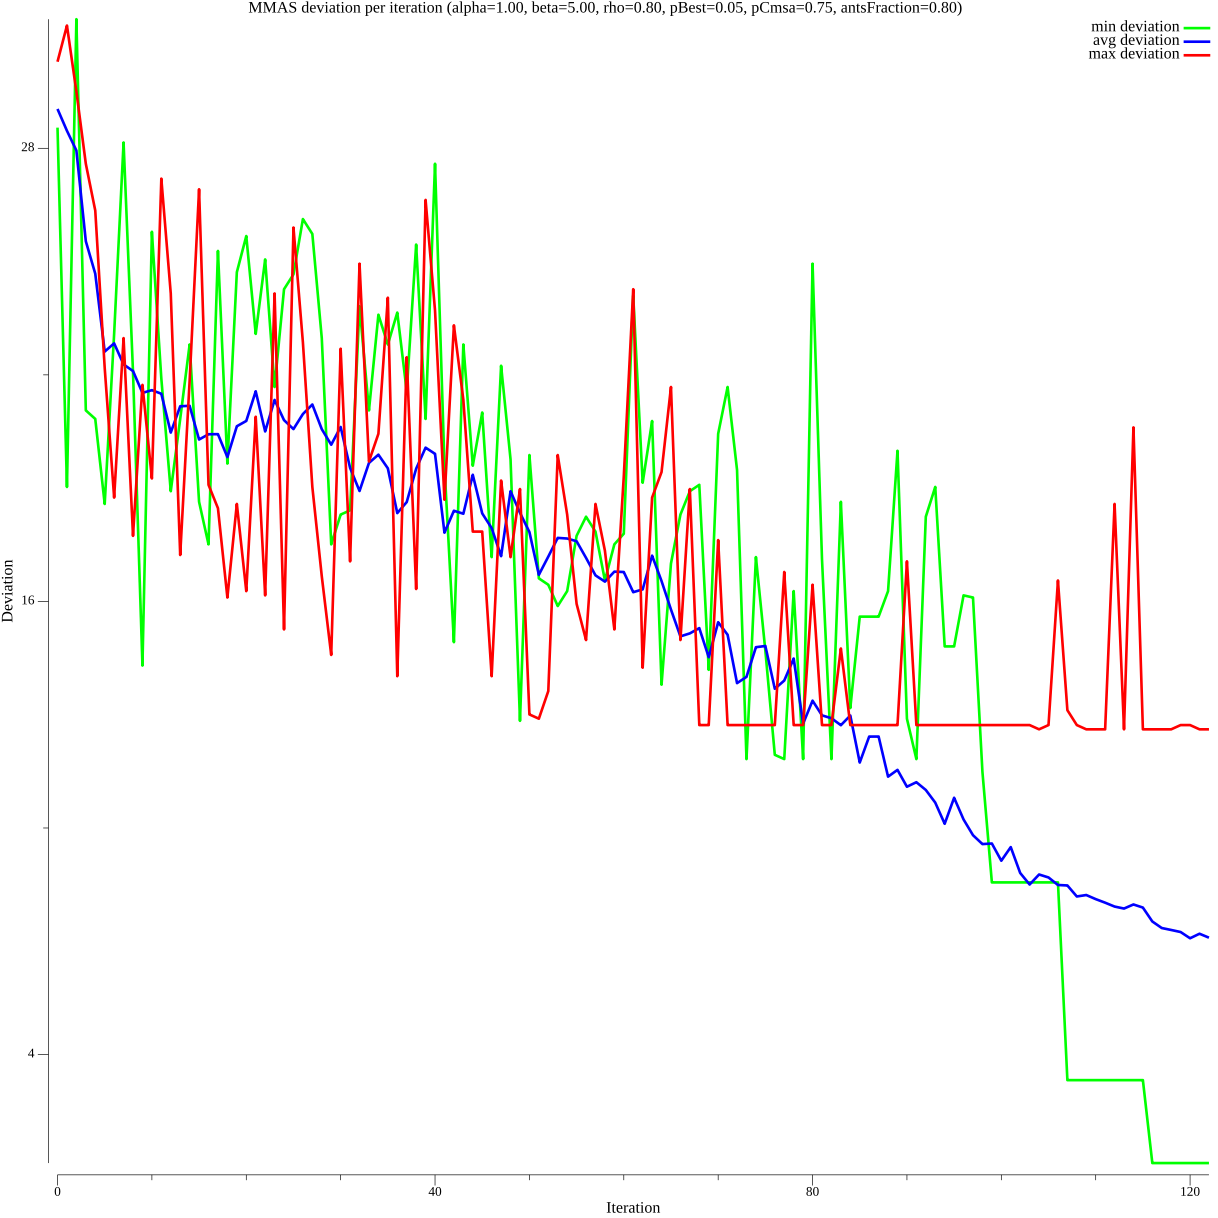 MMAS deviation per iteration (alpha=1.00, beta=5.00, rho=0.80, pBest=0.05, pCmsa=0.75, antsFraction=0.80)
min deviation
avg deviation
max deviation
28
16
4
Deviation
0
40
80
120
Iteration